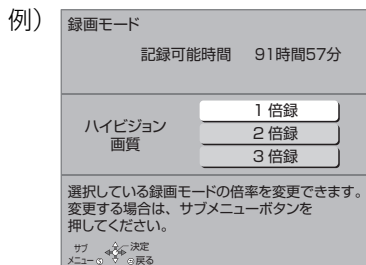 例）
録画モード
記録可能時間　91時間57分
ハイビジョン
画質
1 倍録
2 倍録
3 倍録
選択している録画モードの倍率を変更できます。
変更する場合は、サブメニューボタンを
押してください。
サブ
メニュー S
決定
戻る